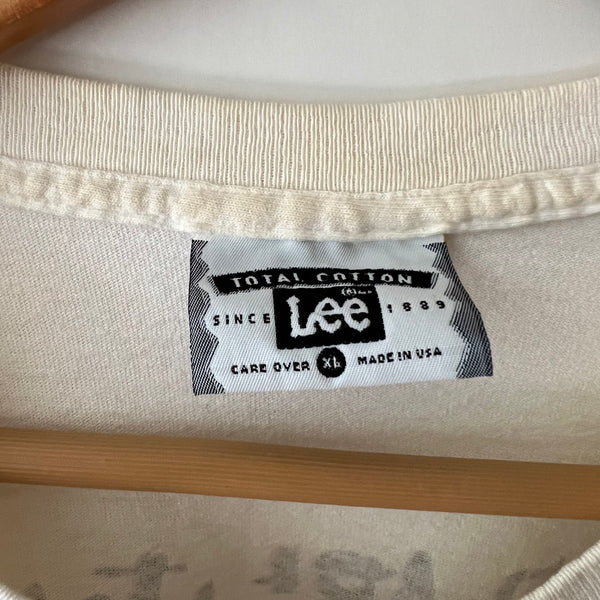 TOTAL COTTON
Lee
SINCE 1889
CARE OVER XL MADE IN USA